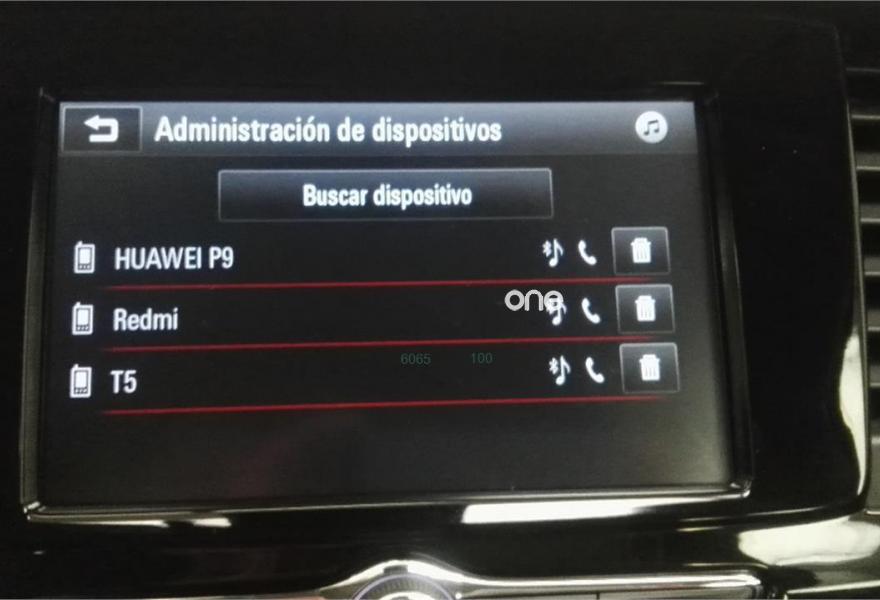 Administración de dispositivos
Buscar dispositivo
HUAWEI P9
Redmi
one
6065 100
T5